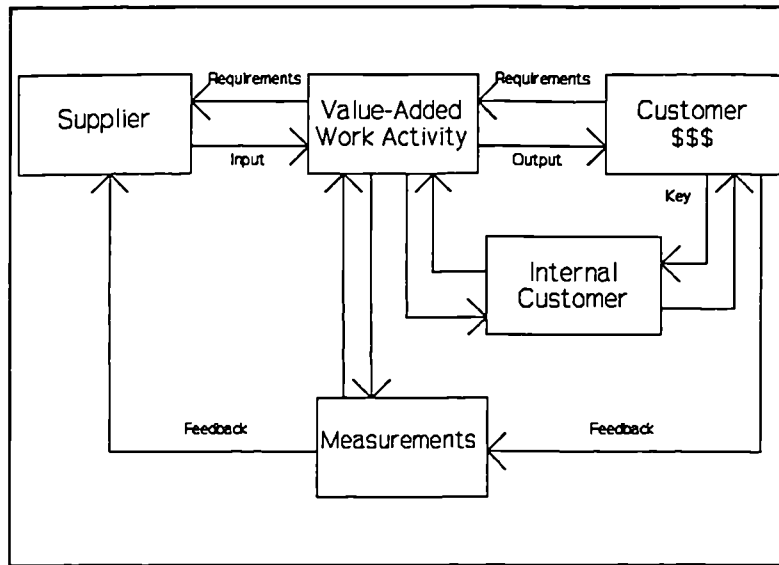 Requirements
Requirements
Supplier
Value-Added
Work Activity
Customer
$$$
Input
Output
Key
Internal
Customer
Feedback
Measurements
Feedback